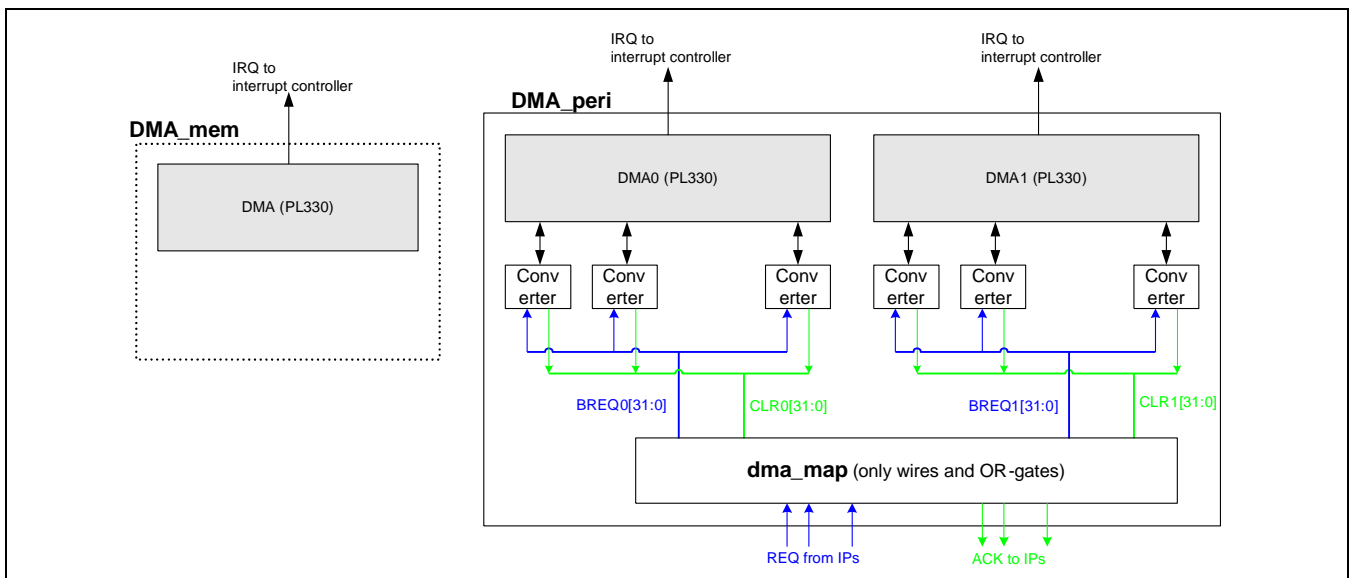 IRQ to
interrupt controller
DMA_mem
DMA (PL330)
IRQ to
interrupt controller
IRQ to
interrupt controller
DMA_peri
DMA0 (PL330)
DMA1 (PL330)
Conv
erter
Conv
erter
Conv
erter
Conv
erter
Conv
erter
Conv
erter
BREQ0[31:0]
CLR0[31:0]
BREQ1[31:0]
CLR1[31:0]
dma_map (only wires and OR-gates)
REQ from IPs
ACK to IPs